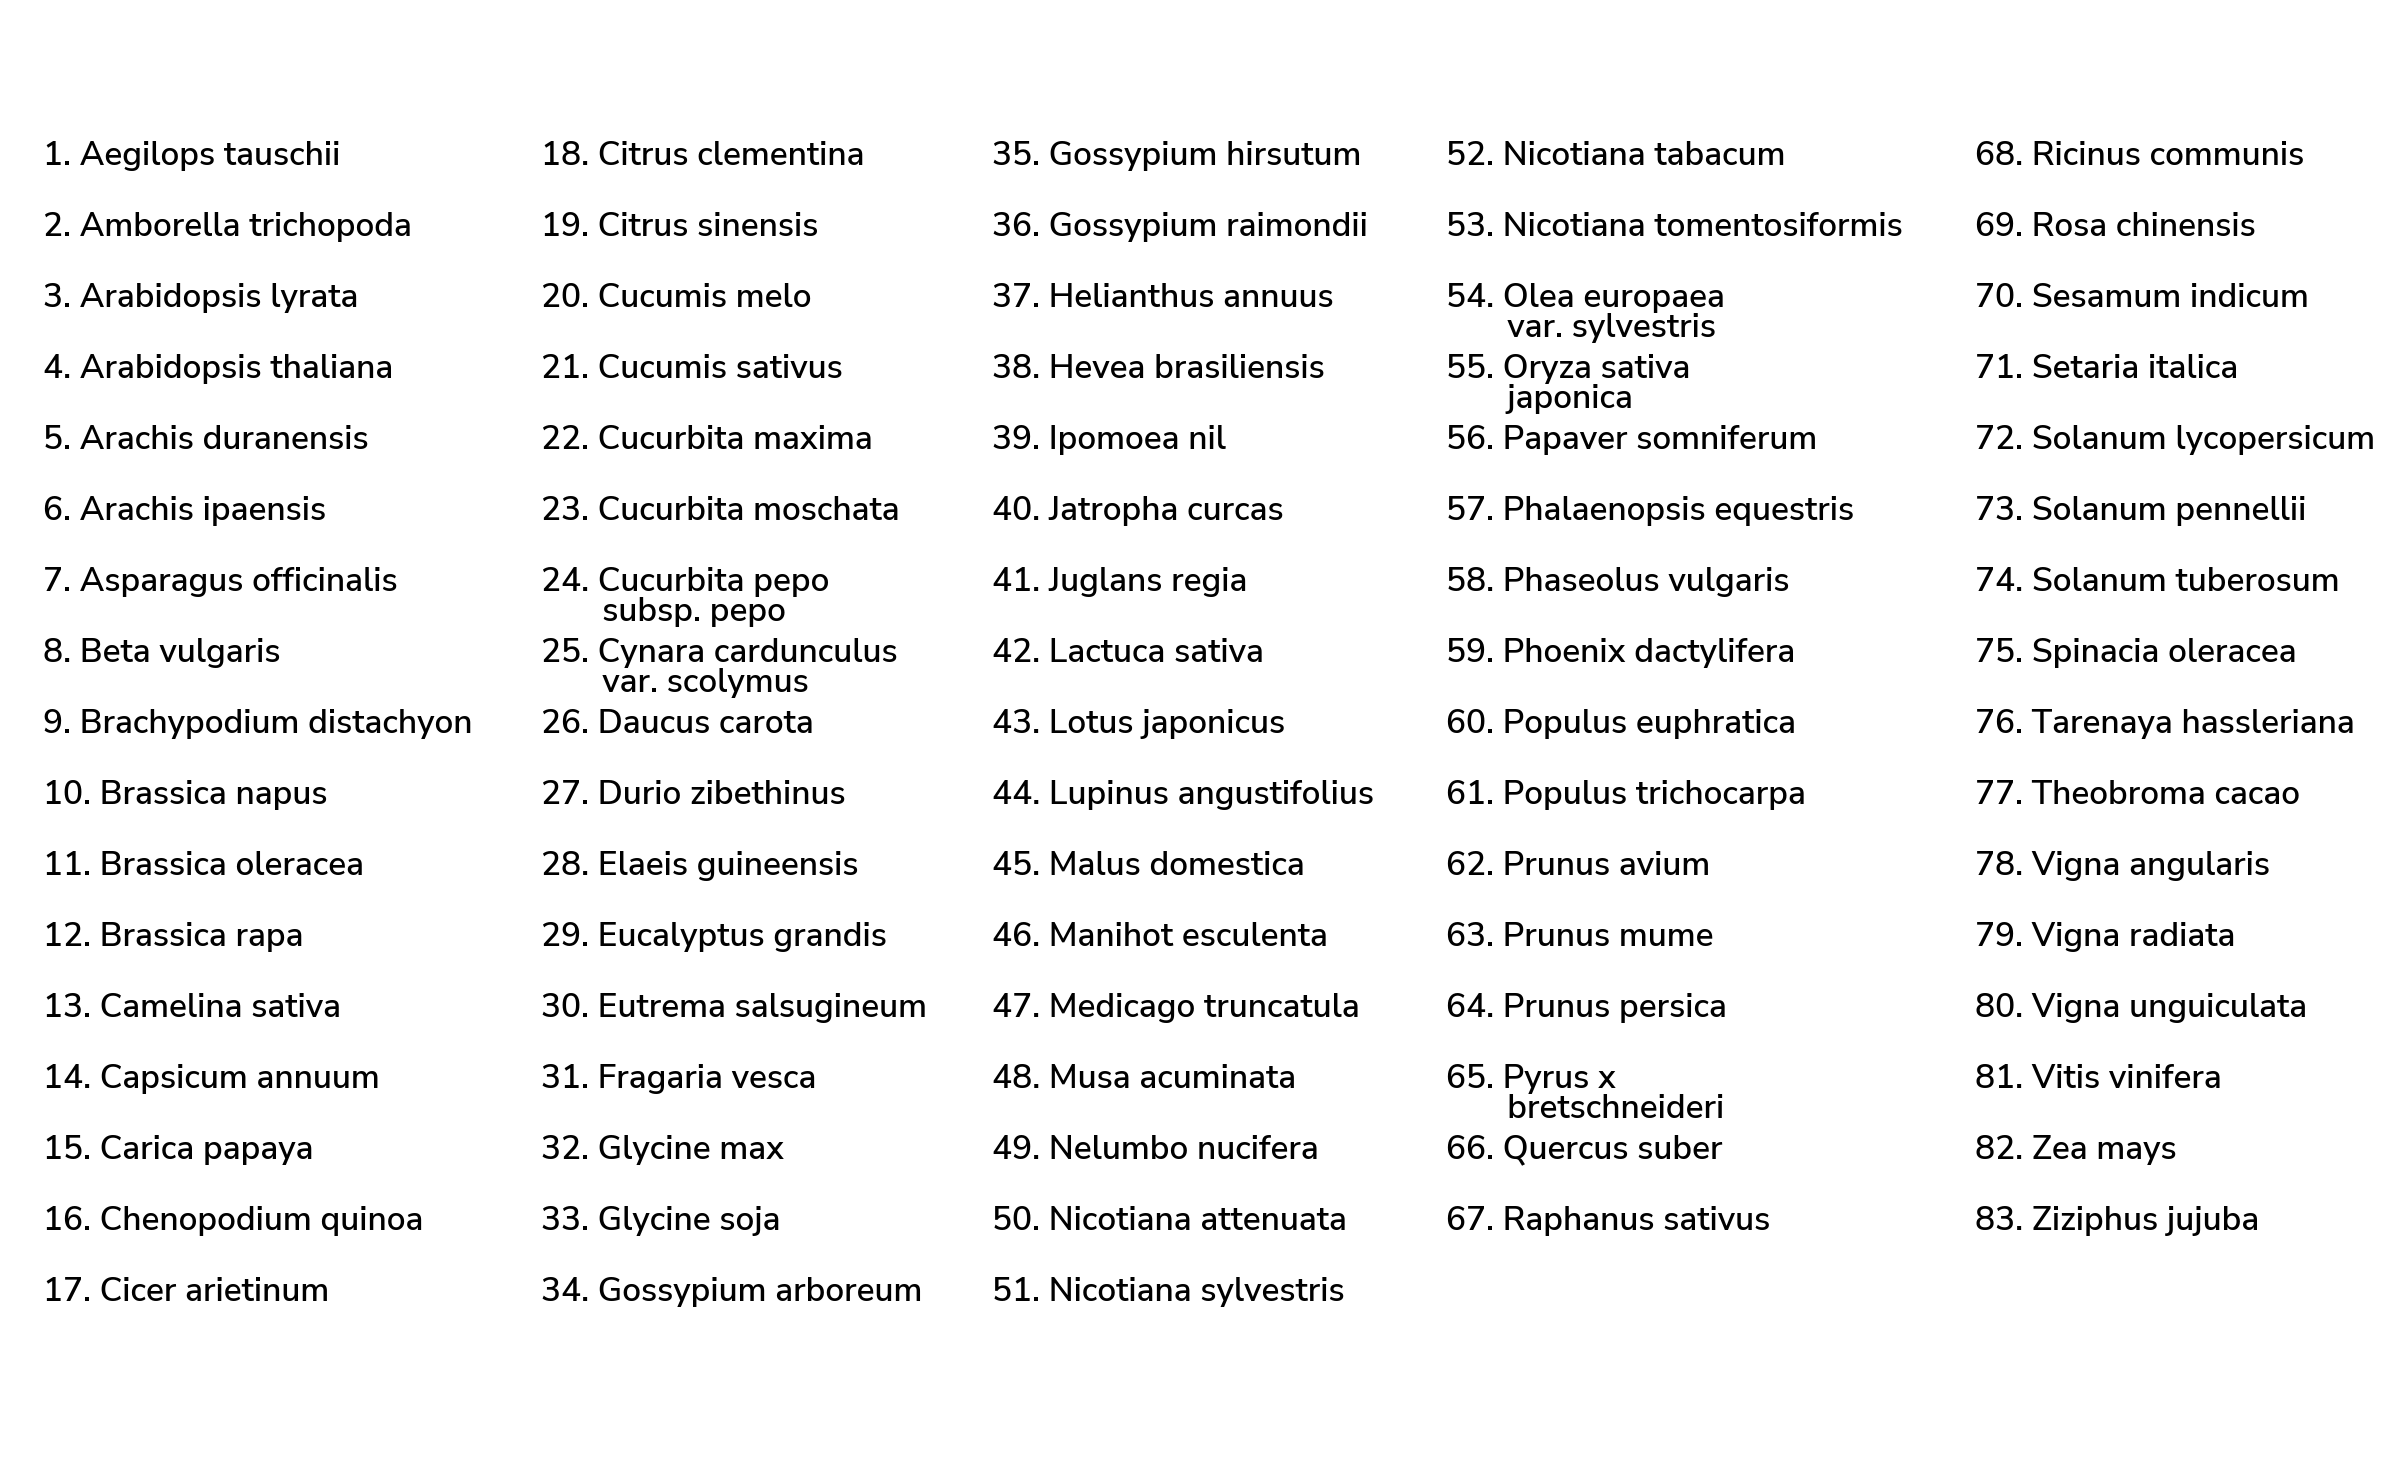 1. Aegilops tauschii
2. Amborella trichopoda
3. Arabidopsis lyrata
4. Arabidopsis thaliana
5. Arachis duranensis
6. Arachis ipaensis
7. Asparagus officinalis
8. Beta vulgaris
9. Brachypodium distachyon
10. Brassica napus
11. Brassica oleracea
12. Brassica rapa
13. Camelina sativa
14. Capsicum annuum
15. Carica papaya
16. Chenopodium quinoa
17. Cicer arietinum
18. Citrus clementina
19. Citrus sinensis
20. Cucumis melo
21. Cucumis sativus
22. Cucurbita maxima
23. Cucurbita moschata
24. Cucurbita pepo
subsp. pepo
25. Cynara cardunculus
var. scolymus
26. Daucus carota
27. Durio zibethinus
28. Elaeis guineensis
29. Eucalyptus grandis
30. Eutrema salsugineum
31. Fragaria vesca
32. Glycine max
33. Glycine soja
34. Gossypium arboreum
35. Gossypium hirsutum
36. Gossypium raimondii
37. Helianthus annuus
38. Hevea brasiliensis
39. Ipomoea nil
40. Jatropha curcas
41. Juglans regia
42. Lactuca sativa
43. Lotus japonicus
44. Lupinus angustifolius
45. Malus domestica
46. Manihot esculenta
47. Medicago truncatula
48. Musa acuminata
49. Nelumbo nucifera
50. Nicotiana attenuata
51. Nicotiana sylvestris
52. Nicotiana tabacum
53. Nicotiana tomentosiformis
54. Olea europaea
var. sylvestris
55. Oryza sativa
japonica
56. Papaver somniferum
57. Phalaenopsis equestris
58. Phaseolus vulgaris
59. Phoenix dactylifera
60. Populus euphratica
61. Populus trichocarpa
62. Prunus avium
63. Prunus mume
64. Prunus persica
65. Pyrus x
bretschneideri
66. Quercus suber
67. Raphanus sativus
68. Ricinus communis
69. Rosa chinensis
70. Sesamum indicum
71. Setaria italica
72. Solanum lycopersicum
73. Solanum pennellii
74. Solanum tuberosum
75. Spinacia oleracea
76. Tarenaya hassleriana
77. Theobroma cacao
78. Vigna angularis
79. Vigna radiata
80. Vigna unguiculata
81. Vitis vinifera
82. Zea mays
83. Ziziphus jujuba